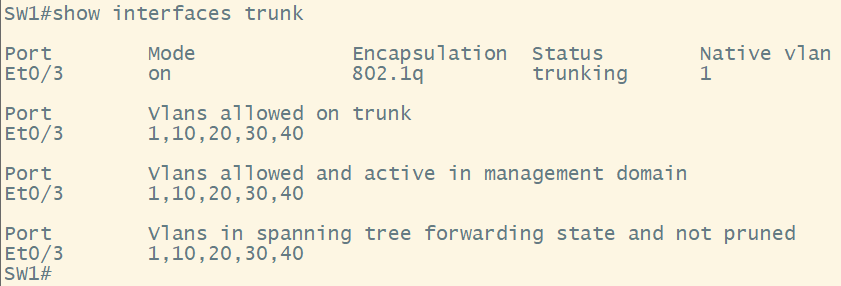 SW1#show interfaces trunk
Port Mode Encapsulation Status Native vlan
Et0/3 on 802.1q trunking 1
Port Vlans allowed on trunk
Et0/3 1,10,20,30,40
Port Vlans allowed and active in management domain
Et0/3 1,10,20,30,40
Port Vlans in spanning tree forwarding state and not pruned
Et0/3 1,10,20,30,40
SW1#